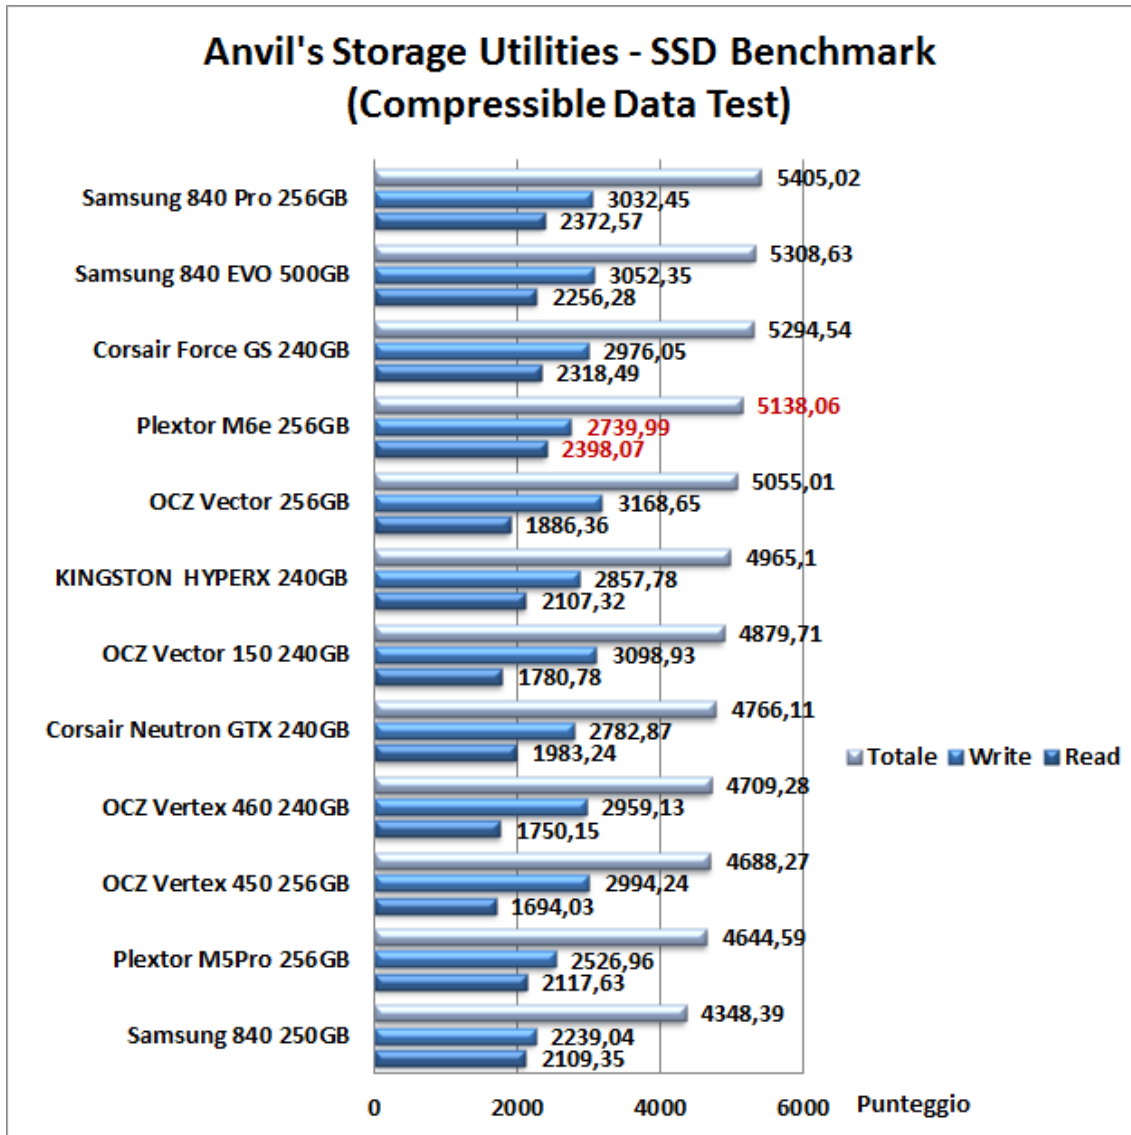 Anvil's Storage Utilities - SSD Benchmark
(Compressible Data Test)
5405,02
Samsung 840 Pro 256GB 3032,45
2372,57
5308,63
Samsung 840 EVO 500GB 3052,35
2256,28
5294,54
Corsair Force GS 240GB 2976,05
2318,49
5138,06
Plextor M6e 256GB 2739,99
2398,07
5055,01
OCZ Vector 256GB 3168,65
1886,36
4965,1
KINGSTON HYPERX 240GB 2857,78
2107,32
4879,71
OCZ Vector 150 240GB 3098,93
1780,78
4766,11
Corsair Neutron GTX 240GB 2782,87
1983,24
Totale Write Read
4709,28
OCZ Vertex 460 240GB 2959,13
1750,15
4688,27
OCZ Vertex 450 256GB 2994,24
1694,03
4644,59
Plextor M5Pro 256GB 2526,96
2117,63
4348,39
Samsung 840 250GB 2239,04
2109,35
0 2000 4000 6000 Punteggio